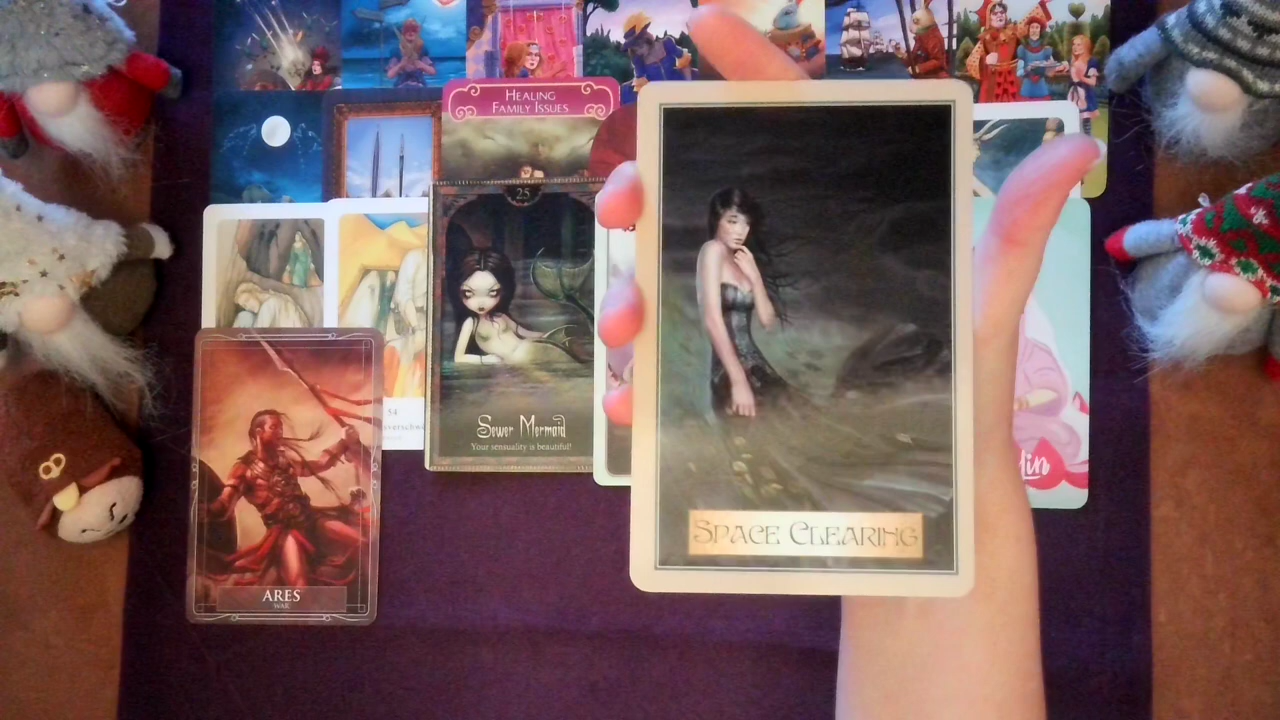 HEALING
FAMILY ISSUES
25
Sewer Mermaid
Your sensuality is beautiful!
54
SPACE CLEARING
ARES
WAR